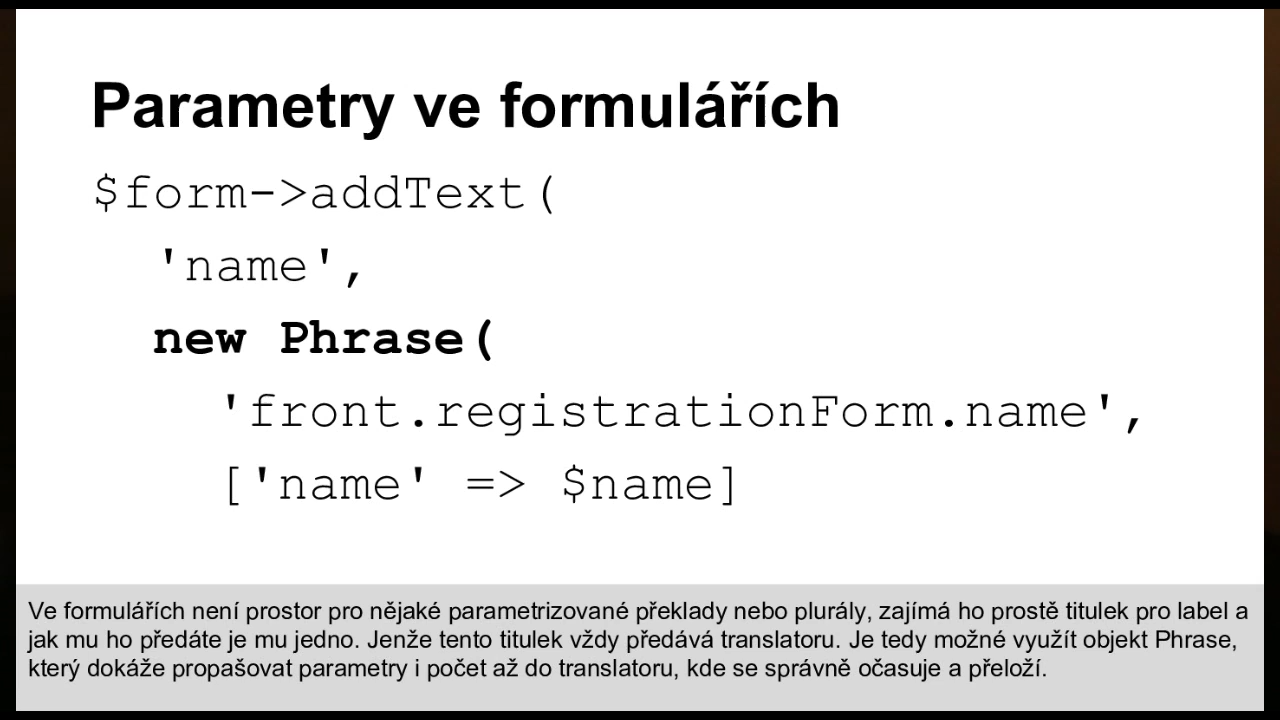 Parametry ve formulářích
$form->addText(
'name',
new Phrase(
'front.registrationForm.name',
['name' => $name]
Ve formulářích není prostor pro nějaké parametrizované překlady nebo plurály, zajímá ho prostě titulek pro label a
jak mu ho předáte je mu jedno. Jenže tento titulek vždy předává translatoru. Je tedy možné využít objekt Phrase,
který dokáže propašovat parametry i počet až do translatoru, kde se správně očasuje a přeloží.